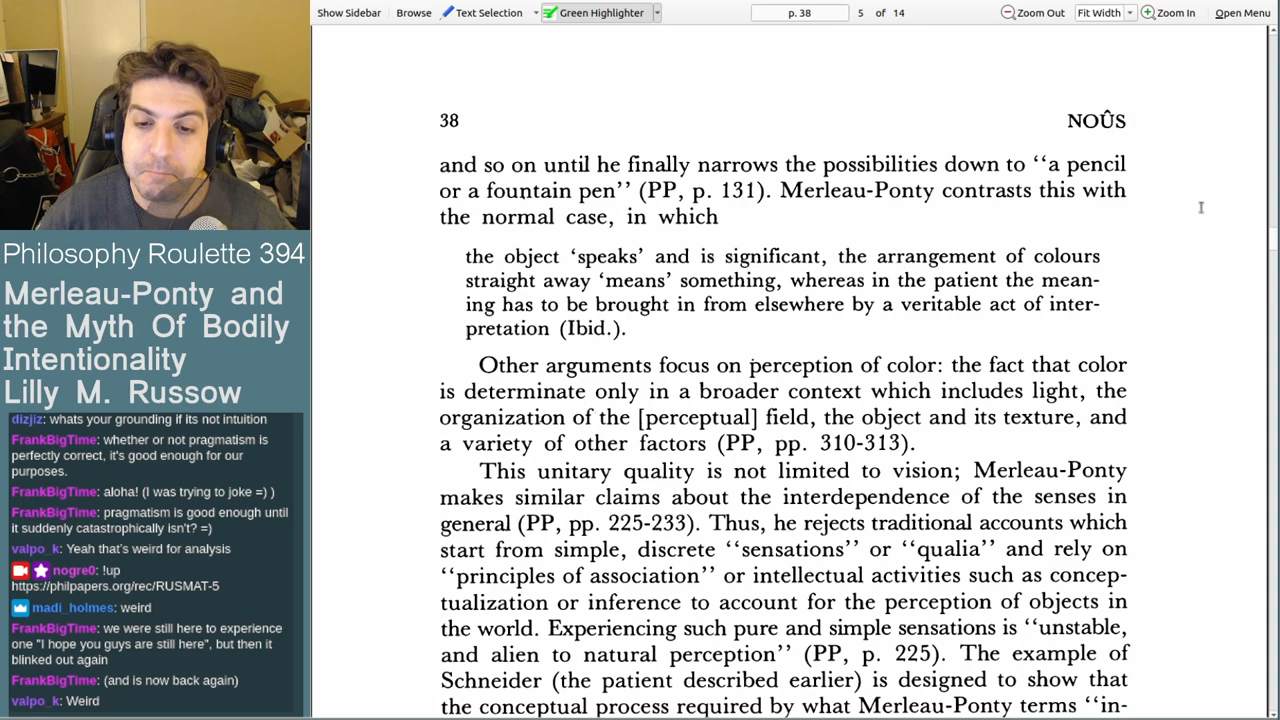 Show Sidebar Browse Text Selection Green Highlighter p. 38 5 of 14 Zoom Out Fit Width Zoom In Open Menu
38 NOÛS
and so on until he finally narrows the possibilities down to ‘‘a pencil
or a fountain pen’’ (PP, p. 131). Merleau-Ponty contrasts this with
the normal case, in which
the object ‘speaks’ and is significant, the arrangement of colours
straight away ‘means’ something, whereas in the patient the mean-
ing has to be brought in from elsewhere by a veritable act of inter-
pretation (Ibid.).
Other arguments focus on perception of color: the fact that color
is determinate only in a broader context which includes light, the
organization of the [perceptual] field, the object and its texture, and
a variety of other factors (PP, pp. 310-313).
This unitary quality is not limited to vision; Merleau-Ponty
makes similar claims about the interdependence of the senses in
general (PP, pp. 225-233). Thus, he rejects traditional accounts which
start from simple, discrete ‘‘sensations’’ or ‘‘qualia’’ and rely on
‘‘principles of association’’ or intellectual activities such as concep-
tualization or inference to account for the perception of objects in
the world. Experiencing such pure and simple sensations is ‘‘unstable,
and alien to natural perception’’ (PP, p. 225). The example of
Schneider (the patient described earlier) is designed to show that
the conceptual process required by what Merleau-Ponty terms ‘‘in-
Philosophy Roulette 394
Merleau-Ponty and
the Myth Of Bodily
Intentionality
Lilly M. Russow
dizjiz: whats your grounding if its not intuition
FrankBigTime: whether or not pragmatism is
perfectly correct, it's good enough for our
purposes.
FrankBigTime: aloha! (I was trying to joke =) )
FrankBigTime: pragmatism is good enough until
it suddenly catastrophically isn't? =)
valpo_k: Yeah that's weird for analysis
nogre0: !up
https://philpapers.org/rec/RUSMAT-5
madi_holmes: weird
FrankBigTime: we were still here to experience
one "I hope you guys are still here", but then it
blinked out again
FrankBigTime: (and is now back again)
valpo_k: Weird